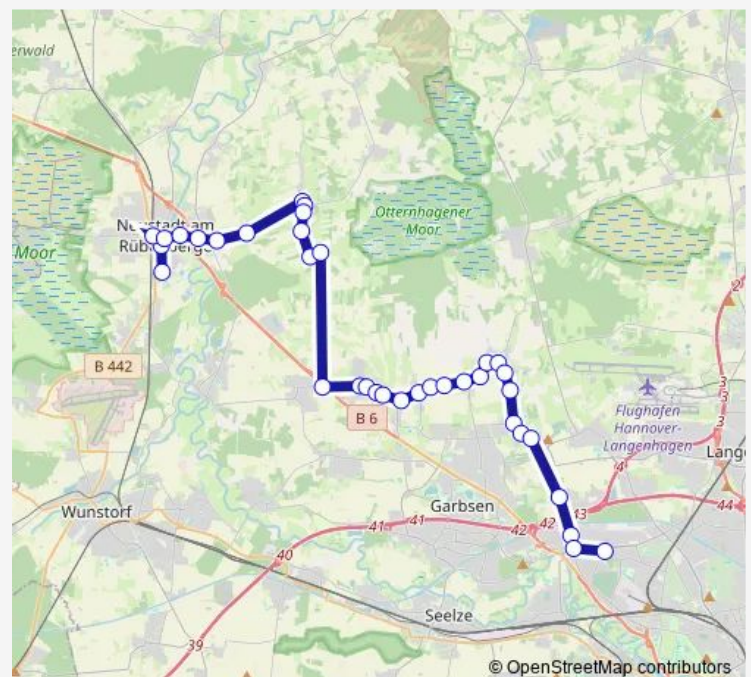 erwald
Neustadt am
Rübenberge
Moor
Otternhagener
Moor
B 442
B 6
Flughafen
Hannover-
Langenhagen
2
3
3
3
4
Lange
44
Wunstorf
Garbsen
43
42
42
41
41
40
39
Seelze
© OpenStreetMap contributors